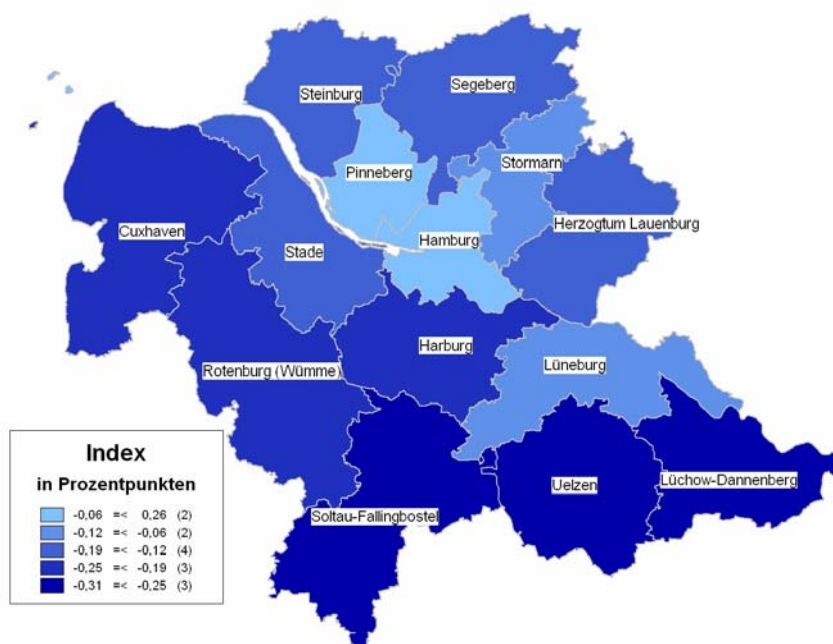 Steinburg
Segeberg
Pinneberg
Stormarn
Cuxhaven
Stade
Hamburg
Herzogtum Lauenburg
Harburg
Rotenburg (Wümme)
Lüneburg
Uelzen
Lüchow-Dannenberg
Soltau-Fallingbostel
Index
in Prozentpunkten
-0,06 =< 0,26 (2)
-0,12 =< -0,06 (2)
-0,19 =< -0,12 (4)
-0,25 =< -0,19 (3)
-0,31 =< -0,25 (3)